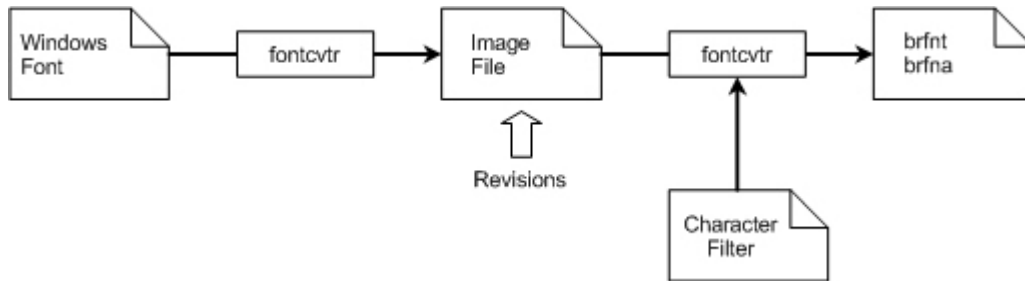 Windows
Font
fontcvtr
Image
File
fontcvtr
brfnt
brfna
Revisions
Character
Filter